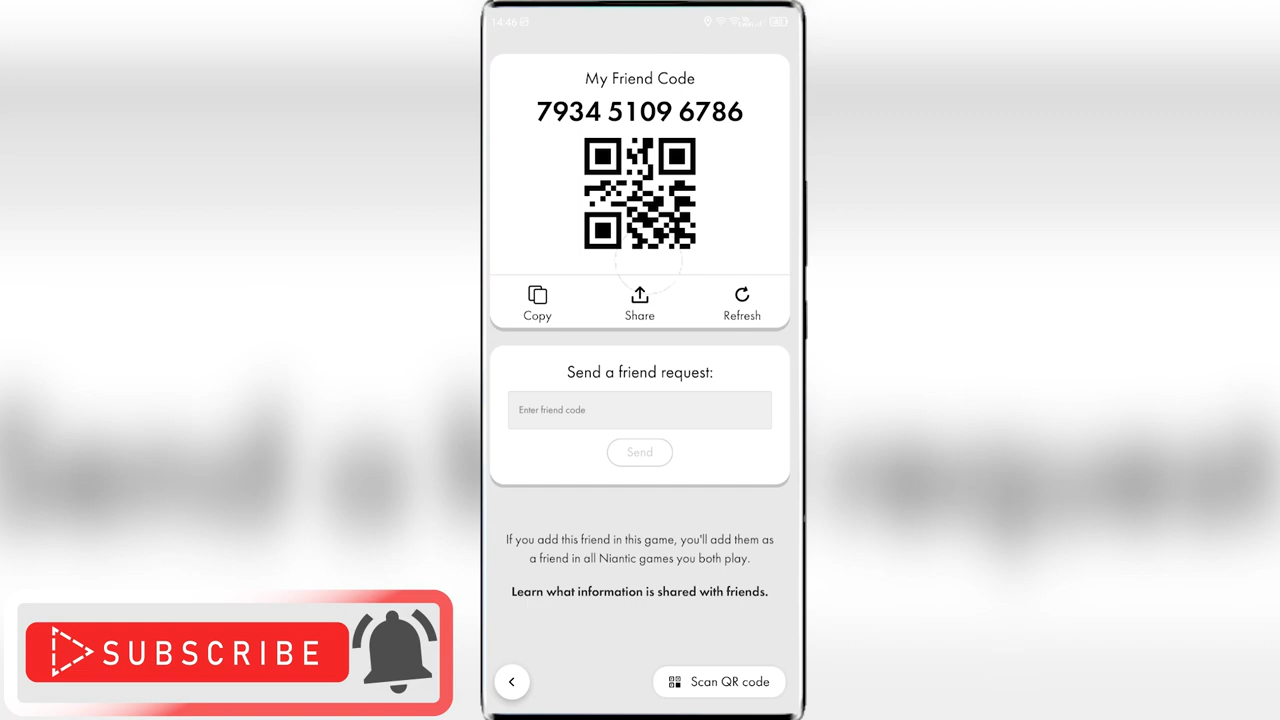 14:46
My Friend Code
7934 5109 6786
Copy
Share
Refresh
Send a friend request:
Enter friend code
Send
If you add this friend in this game, you'll add them as
a friend in all Niantic games you both play.
Learn what information is shared with friends.
Scan QR code
SUBSCRIBE